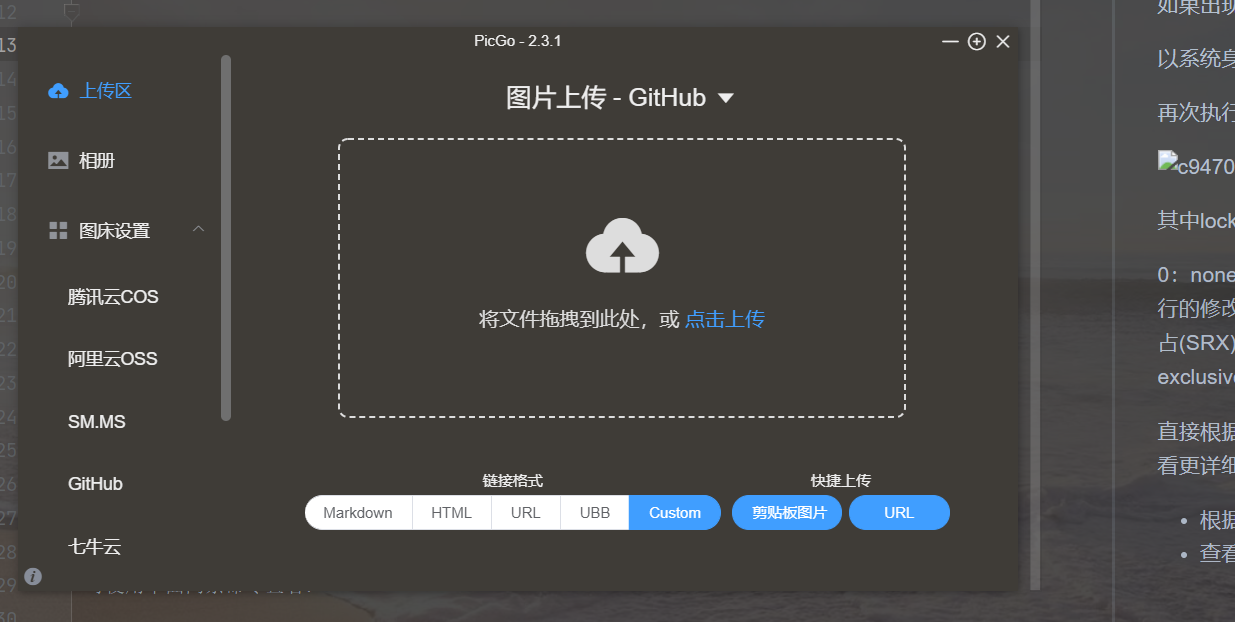 PicGo - 2.3.1
上传区
相册
图床设置
腾讯云COS
阿里云OSS
SM.MS
GitHub
七牛云
图片上传 - GitHub
将文件拖拽到此处，或 点击上传
链接格式
快捷上传
Markdown HTML URL UBB Custom
剪贴板图片 URL
12
13
14
15
16
17
18
19
20
21
22
23
24
25
26
27
28
29
30
如果出现
以系统身
再次执行
c9470
其中lock
0：none
行的修改
占(SRX)
exclusive
直接根据
看更详细
• 根据
• 查看